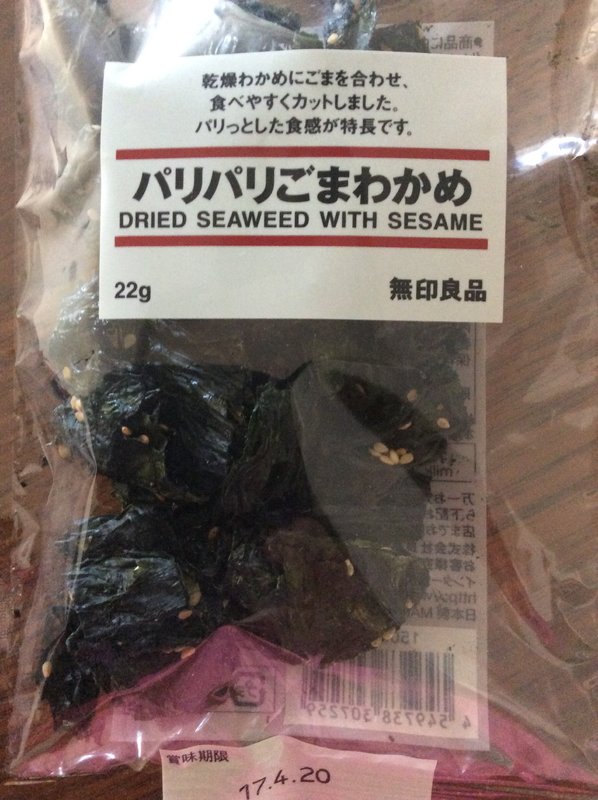 乾燥わかめにごまを合わせ、
食べやすくカットしました。
パリっとした食感が特長です。
パリパリごまわかめ
DRIED SEAWEED WITH SESAME
22g
無印良品
4 549738 307259
賞味期限
17.4.20